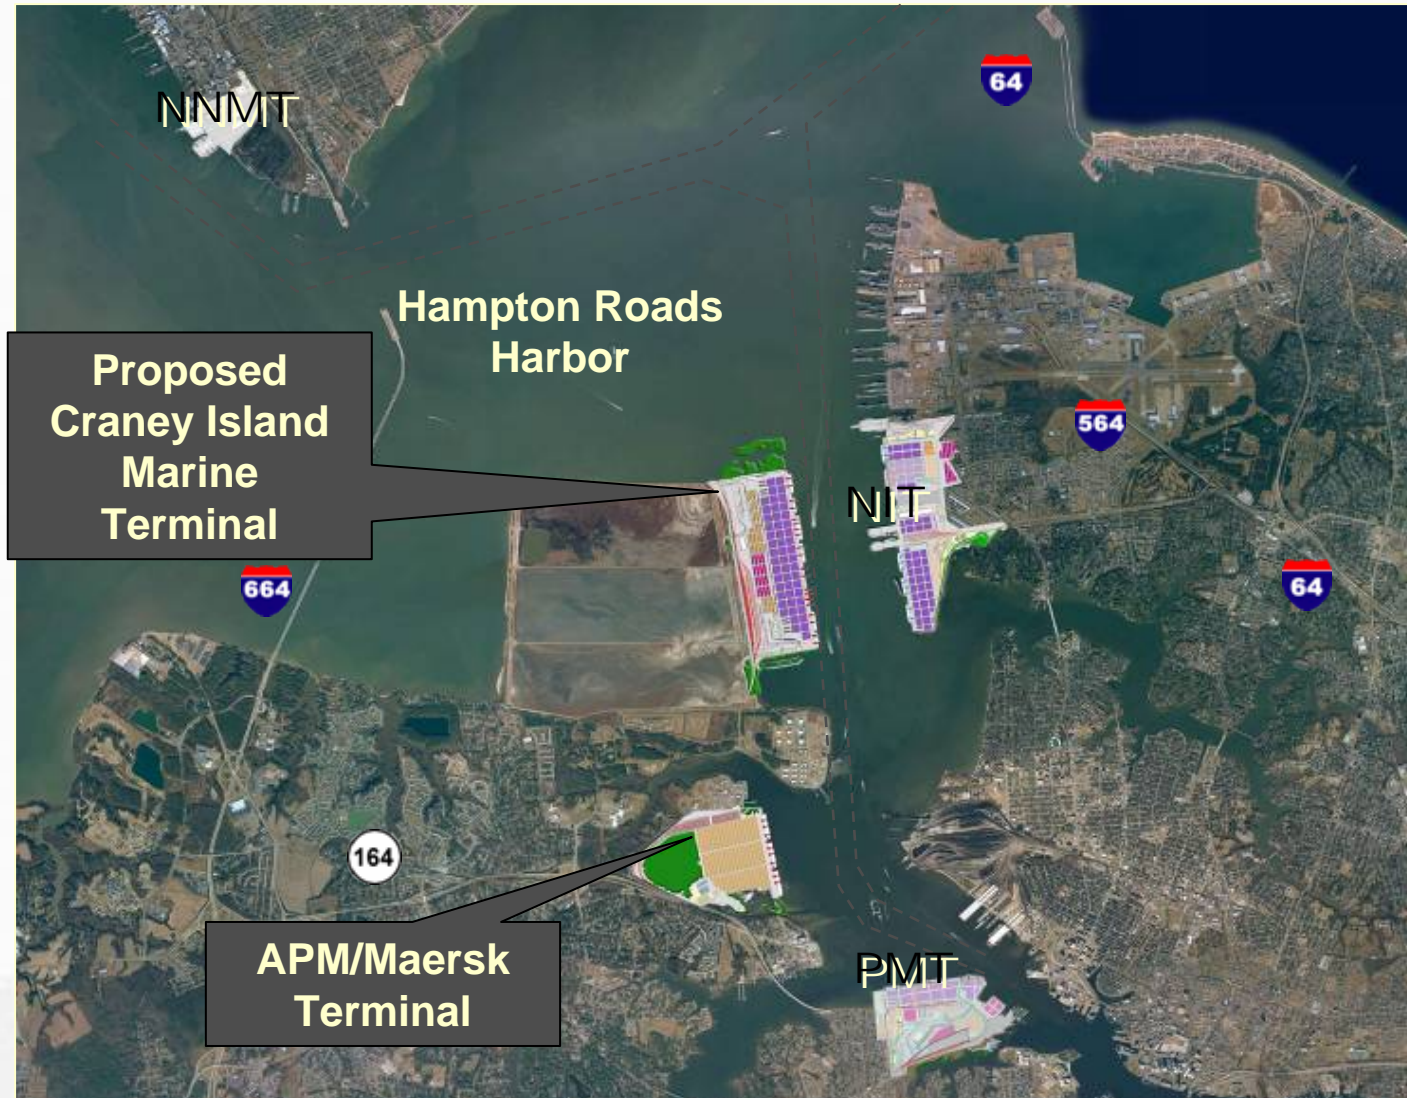 64
NNMT
Hampton Roads
Harbor
Proposed
Craney Island
Marine
Terminal
564
NIT
664
64
164
APM/Maersk
Terminal
PMT